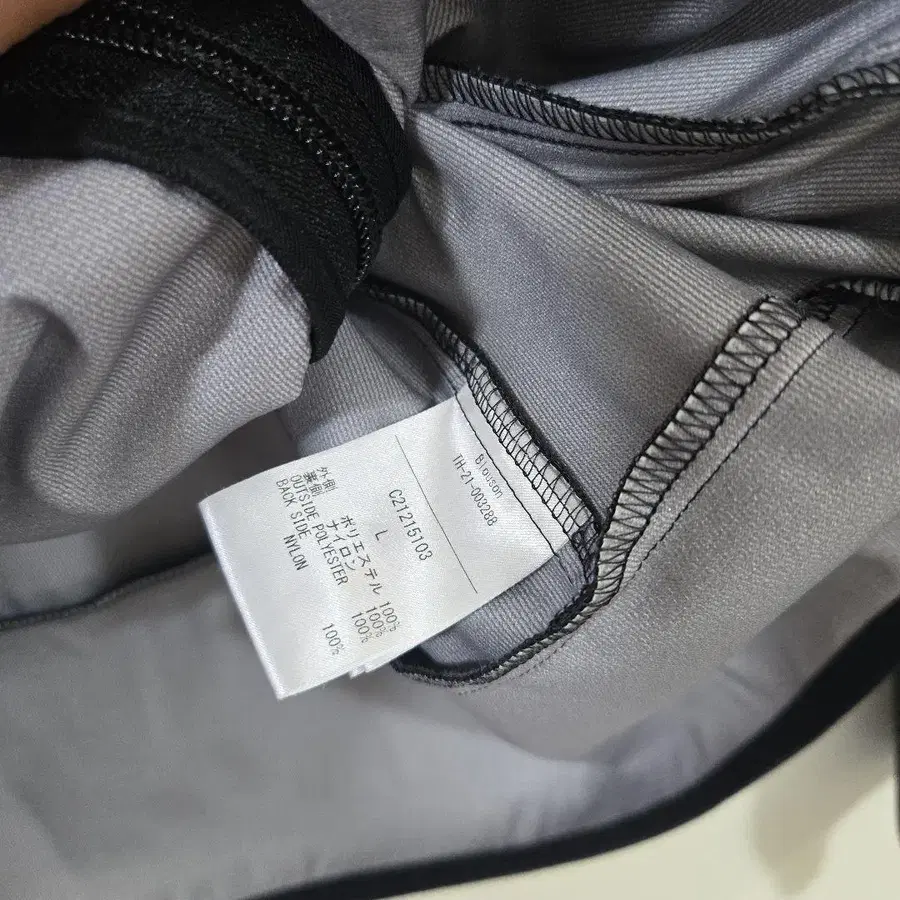 Blouson
TH-21-003288
C21215103
L
外側 ポリエステル 100%
裏側 ナイロン 100%
OUTSIDE POLYESTER 100%
BACK SIDE NYLON 100%